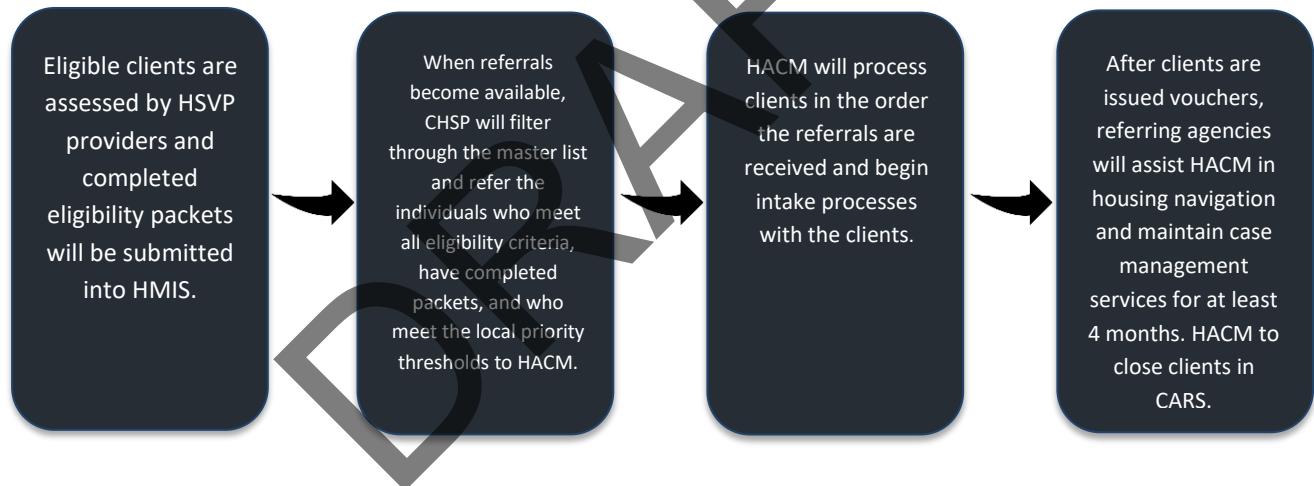 Eligible clients are
assessed by HSVP
providers and
completed
eligibility packets
will be submitted
into HMIS.
When referrals
become available,
CHSP will filter
through the master list
and refer the
individuals who meet
all eligibility criteria,
have completed
packets, and who
meet the local priority
thresholds to HACM.
HACM will process
clients in the order
the referrals are
received and begin
intake processes
with the clients.
After clients are
issued vouchers,
referring agencies
will assist HACM in
housing navigation
and maintain case
management
services for at least
4 months. HACM to
close clients in
CARS.